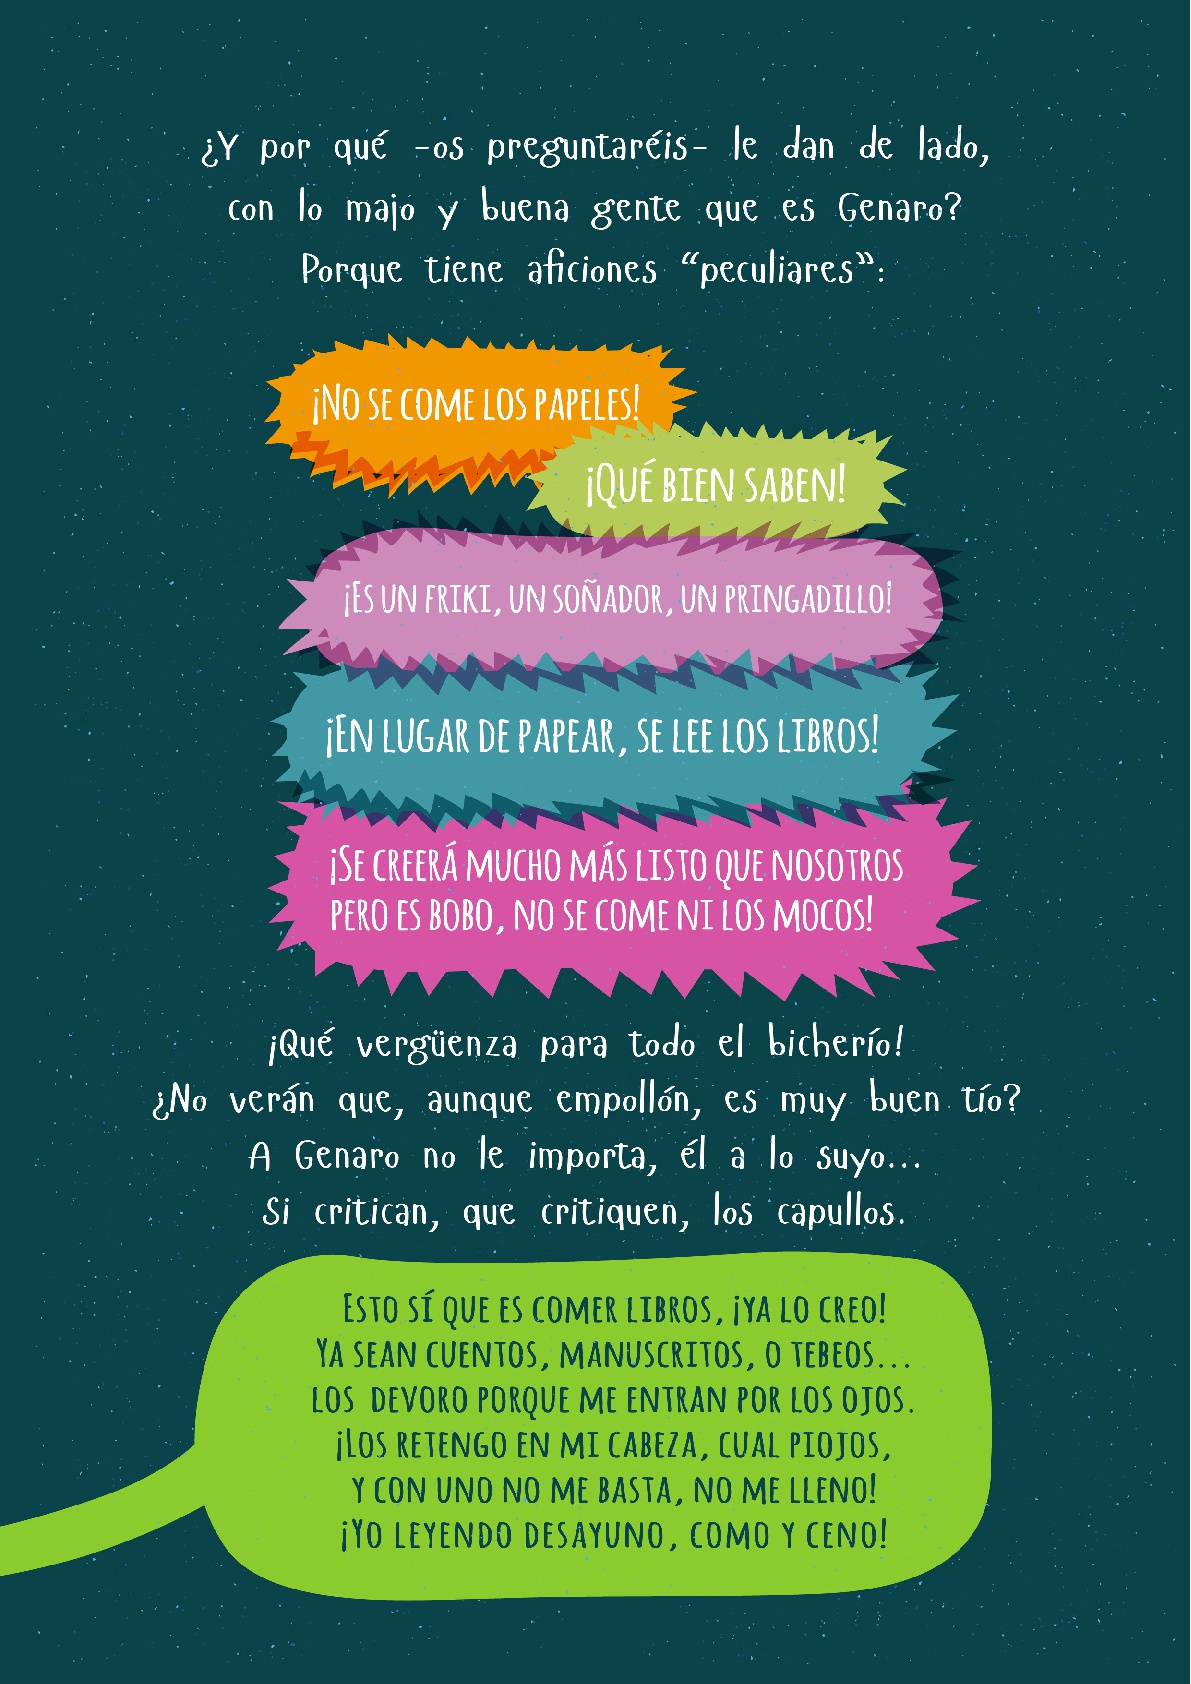 ¿Y por qué -os preguntaréis- le dan de lado,
con lo majo y buena gente que es Genaro?
Porque tiene aficiones “peculiares”:
¡No se come los papeles!
¡Qué bien saben!
¡Es un friki, un soñador, un pringadillo!
¡En lugar de papear, se lee los libros!
¡Se creerá mucho más listo que nosotros
pero es bobo, no se come ni los mocos!
¡Qué vergüenza para todo el bicherío!
¿No verán que, aunque empollón, es muy buen tío?
A Genaro no le importa, él a lo suyo...
Si critican, que critiquen, los capullos.
Esto sí que es comer libros, ¡ya lo creo!
Ya sean cuentos, manuscritos, o tebeos...
los devoro porque me entran por los ojos.
¡Los retengo en mi cabeza, cual piojos,
y con uno no me basta, no me lleno!
¡Yo leyendo desayuno, como y ceno!